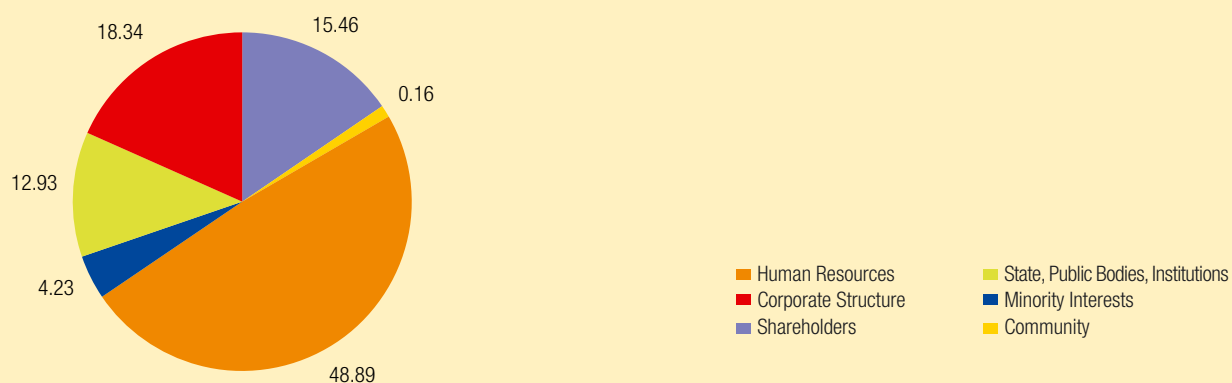 15.46
18.34
0.16
12.93
4.23
48.89
Human Resources
Corporate Structure
Shareholders
State, Public Bodies, Institutions
Minority Interests
Community